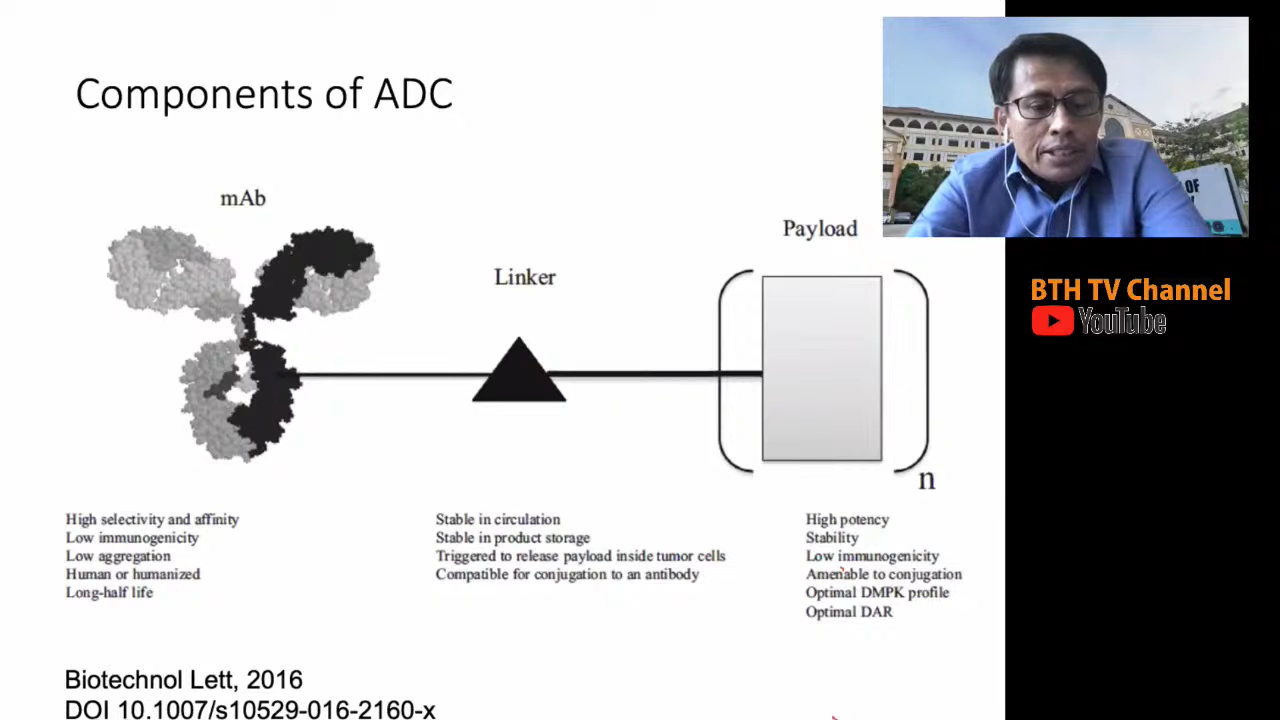 Components of ADC
mAb
Linker
Payload
n
High selectivity and affinity
Low immunogenicity
Low aggregation
Human or humanized
Long-half life
Stable in circulation
Stable in product storage
Triggered to release payload inside tumor cells
Compatible for conjugation to an antibody
High potency
Stability
Low immunogenicity
Amenable to conjugation
Optimal DMPK profile
Optimal DAR
Biotechnol Lett, 2016
DOI 10.1007/s10529-016-2160-x
OF
BTH TV Channel
YouTube